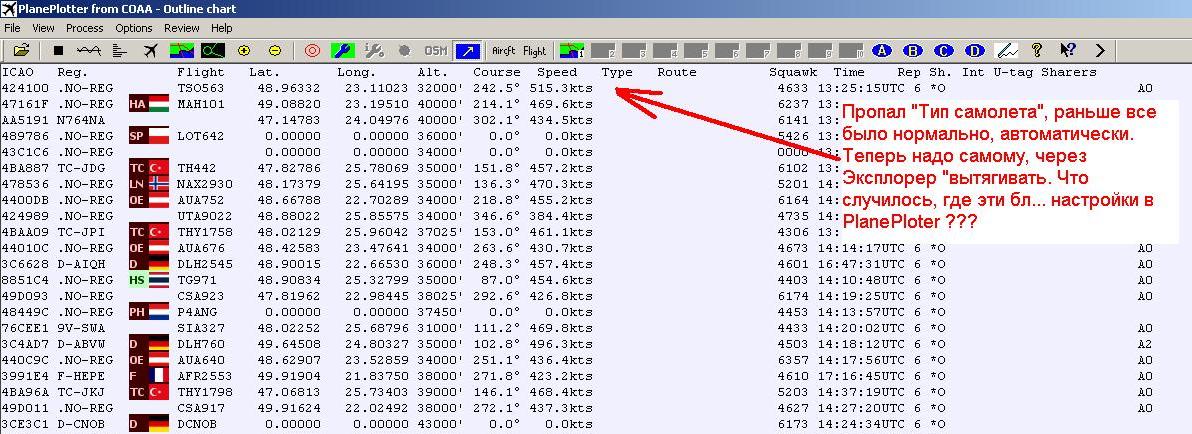 PlanePlotter from COAA - Outline chart
File View Process Options Review Help
OSM Aircft Flight 1 2 3 4 5 6 7 8 9 10 A B C D
ICAO Reg. Flight Lat. Long. Alt. Course Speed Type Route Squawk Time Rep Sh. Int U-tag Sharers
424100 .NO-REG TSO563 48.96332 23.11023 32000' 242.5° 515.3kts 4633 13:25:15UTC 6 *O AO
47161F .NO-REG HA MAH101 49.08820 23.19510 40000' 214.1° 469.6kts 6237 13:
AA5191 N764NA 47.14783 24.04976 40000' 302.1° 434.5kts 6141 13:
489786 .NO-REG SP LOT642 0.00000 0.00000 36000' 0.0° 0.0kts 5426 13:
43C1C6 .NO-REG 0.00000 0.00000 40000' 0.0° 0.0kts 0000 13:
4BA887 TC-JDG TC TH442 47.82786 25.78069 35000' 151.8° 457.2kts 6102 13:
478536 .NO-REG LN NAX2930 48.17379 25.64195 36000' 136.3° 470.3kts 5201 14:
4400DB .NO-REG OE AUA752 46.66788 22.70289 34000' 218.8° 455.2kts 6164 14:
424989 .NO-REG UTA9022 48.88022 25.85575 34000' 346.6° 384.4kts 4735 14:
4BAA09 TC-JPI TC THY1758 48.02129 25.96042 37025' 153.0° 461.1kts 4306 13:
44010C .NO-REG OE AUA676 48.42583 23.47641 34000' 263.6° 430.7kts 4673 14:14:17UTC 6 *O AO
3C6628 D-AIQH D DLH2545 48.90015 22.66530 36000' 248.3° 457.4kts 4601 16:47:31UTC 6 *O AO
8851C4 .NO-REG HS TG971 48.90834 25.32799 35000' 87.0° 454.6kts 4403 14:10:48UTC 6 *O AO
49D093 .NO-REG CSA923 47.81962 22.98445 38025' 292.6° 426.8kts 6174 14:19:25UTC 6 *O AO
48449C .NO-REG PH P4ANG 0.00000 0.00000 37450' 0.0° 0.0kts 4453 14:13:57UTC 6 *O AO
76CEE1 9V-SWA SIA327 48.02252 25.68796 31000' 111.2° 469.8kts 4433 14:20:02UTC 6 *O AO
3C4AD7 D-ABVW D DLH760 49.64508 24.80327 35000' 102.8° 496.3kts 4503 14:18:12UTC 6 *O A2
440C9C .NO-REG OE AUA640 48.62907 23.52859 34000' 251.1° 436.4kts 6357 14:17:56UTC 6 *O AO
3991E4 F-HEPE F AFR2553 49.91904 21.83750 38000' 271.8° 423.2kts 4610 17:16:45UTC 6 *O AO
4BA96A TC-JKJ TC THY1798 47.06813 25.73403 39000' 146.1° 468.4kts 5203 14:37:19UTC 6 *O AO
49D011 .NO-REG CSA917 49.91624 22.02492 38000' 272.1° 437.3kts 4627 14:27:20UTC 6 *O AO
3CE3C1 D-CNOB D DCNOB 0.00000 0.00000 43000' 0.0° 0.0kts 6173 14:24:34UTC 6 *O AO
Пропал "Тип самолета", раньше все
было нормально, автоматически.
Теперь надо самому, через
Эксплорер "вытягивать. Что
случилось, где эти бл... настройки в
PlanePloter ???